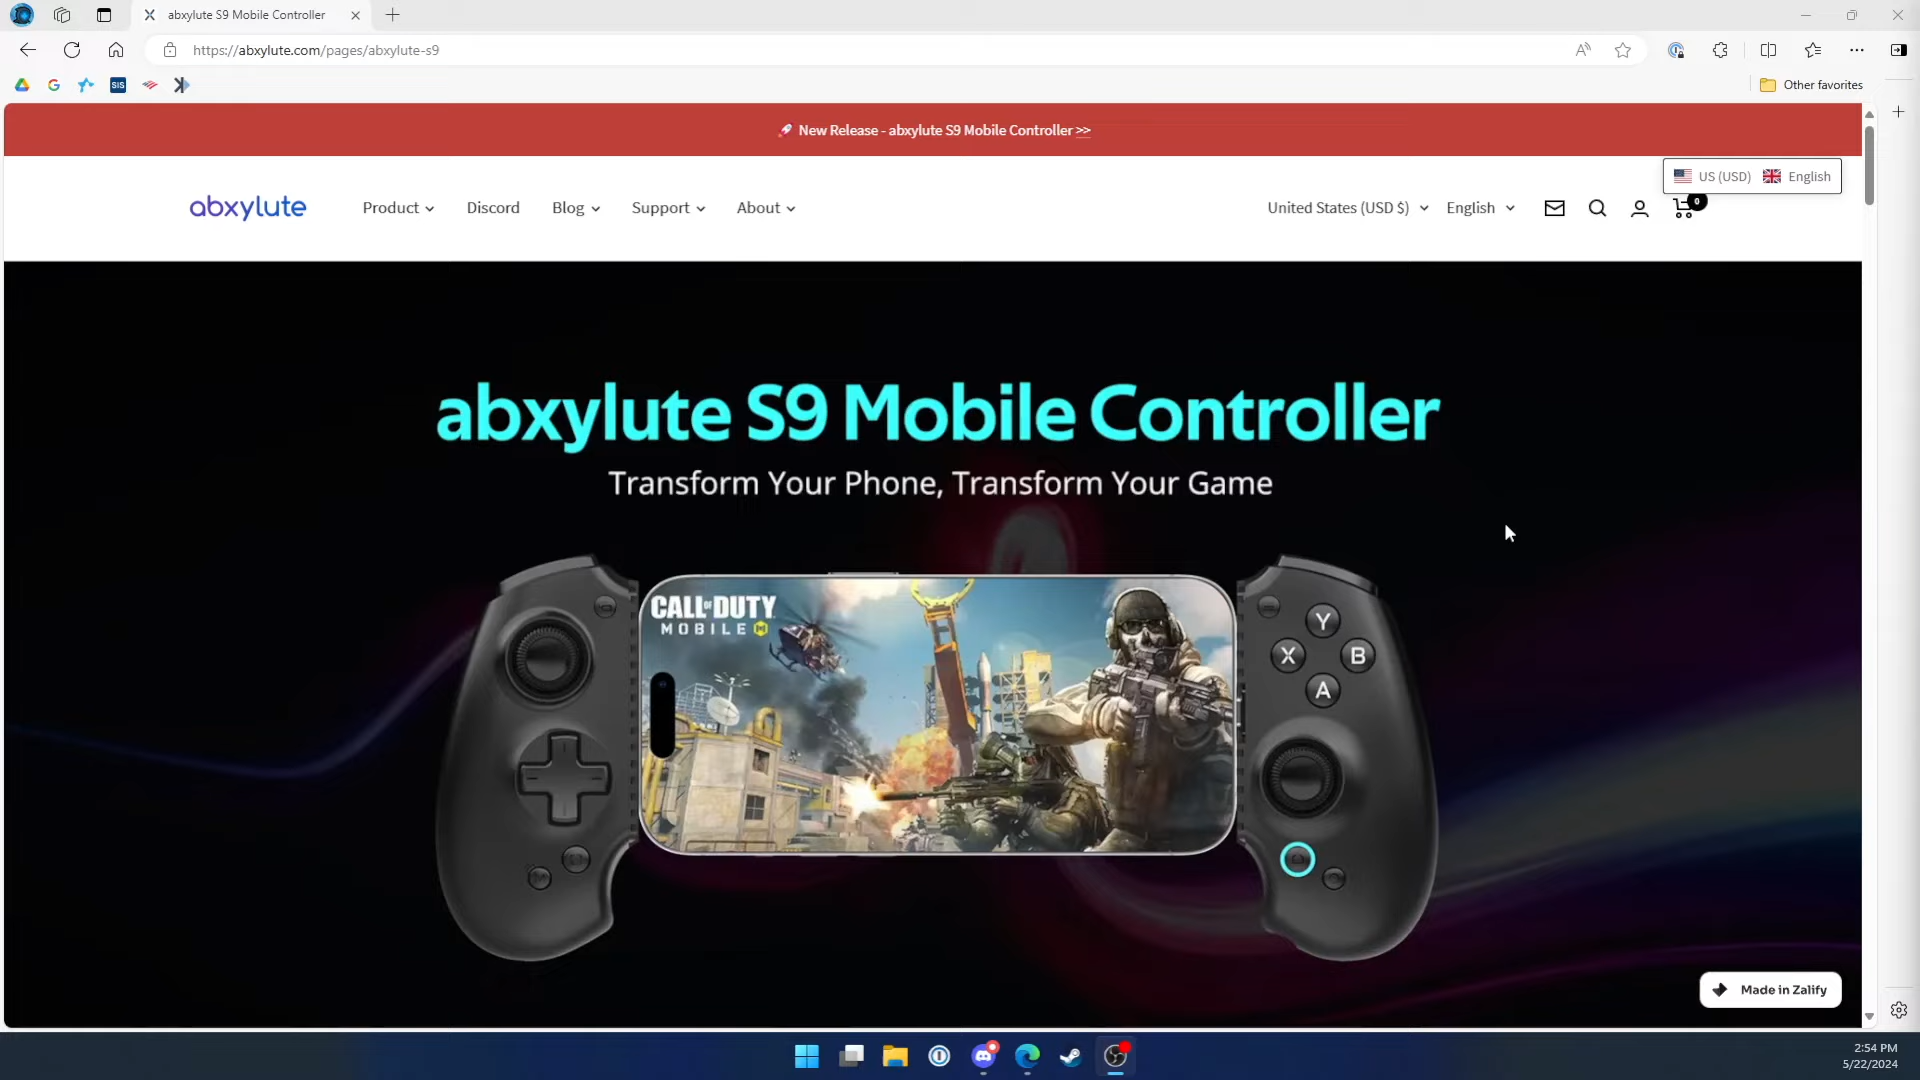 abxylute S9 Mobile Controller
https://abxylute.com/pages/abxylute-s9
SIS
Other favorites
🚀 New Release - abxylute S9 Mobile Controller >>
US (USD) English
abxylute
Product
Discord
Blog
Support
About
United States (USD $)
English
0
abxylute S9 Mobile Controller
Transform Your Phone, Transform Your Game
CALL OF DUTY
MOBILE
Y
X
B
A
Made in Zalify
2:54 PM
5/22/2024